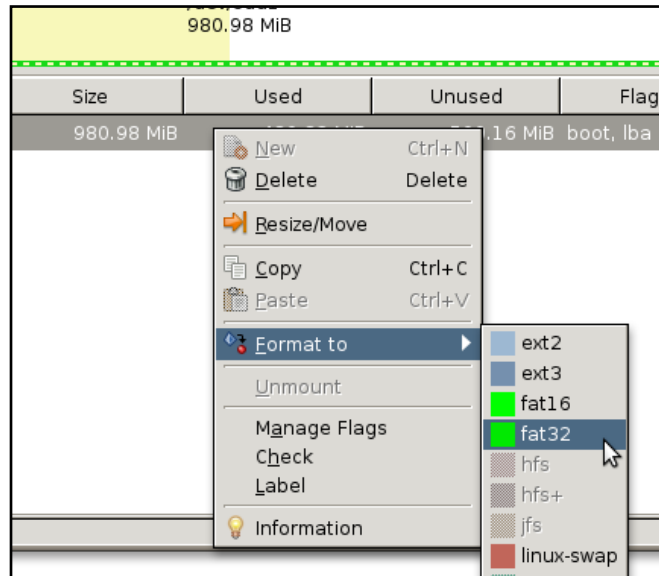 980.98 MiB
Size Used Unused Flag
980.98 MiB .16 MiB boot, lba
New Ctrl+N
Delete Delete
Resize/Move
Copy Ctrl+C
Paste Ctrl+V
Format to
ext2
ext3
Unmount
fat16
Manage Flags
fat32
Check
hfs
Label
hfs+
Information
jfs
linux-swap